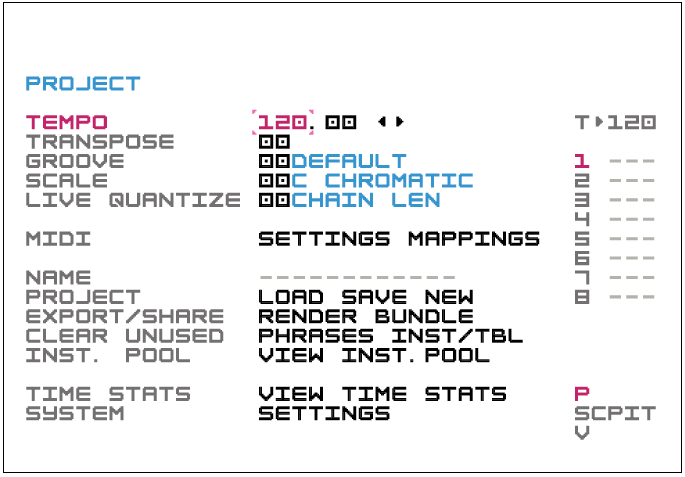 PROJECT
TEMPO 120.00 ◂▸ T▸120
TRANSPOSE 00
GROOVE 00DEFAULT 1 ---
SCALE 00C CHROMATIC 2 ---
LIVE QUANTIZE 00CHAIN LEN 3 ---
4 ---
MIDI SETTINGS MAPPINGS 5 ---
6 ---
NAME ------------ 7 ---
PROJECT LOAD SAVE NEW 8 ---
EXPORT/SHARE RENDER BUNDLE
CLEAR UNUSED PHRASES INST/TBL
INST. POOL VIEW INST.POOL
TIME STATS VIEW TIME STATS P
SYSTEM SETTINGS SCPIT
V